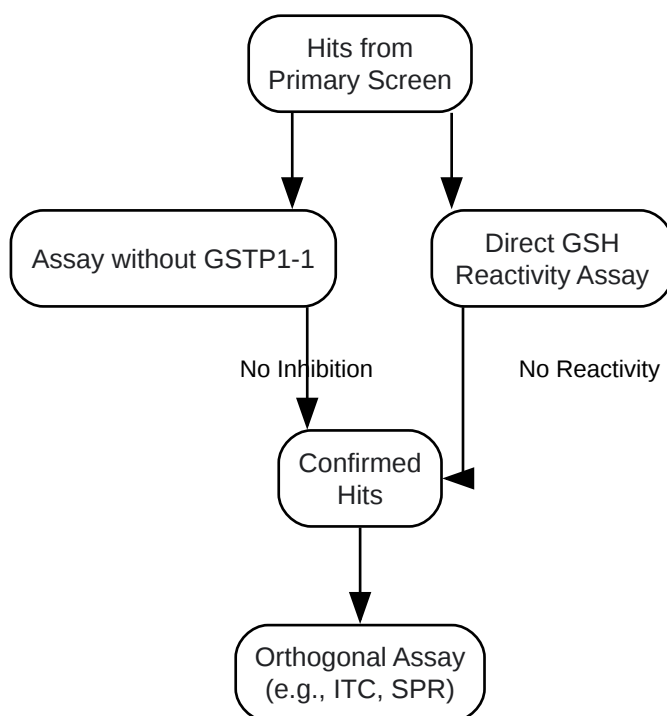 Hits from
Primary Screen
Assay without GSTP1-1
Direct GSH
Reactivity Assay
No Inhibition
No Reactivity
Confirmed
Hits
Orthogonal Assay
(e.g., ITC, SPR)